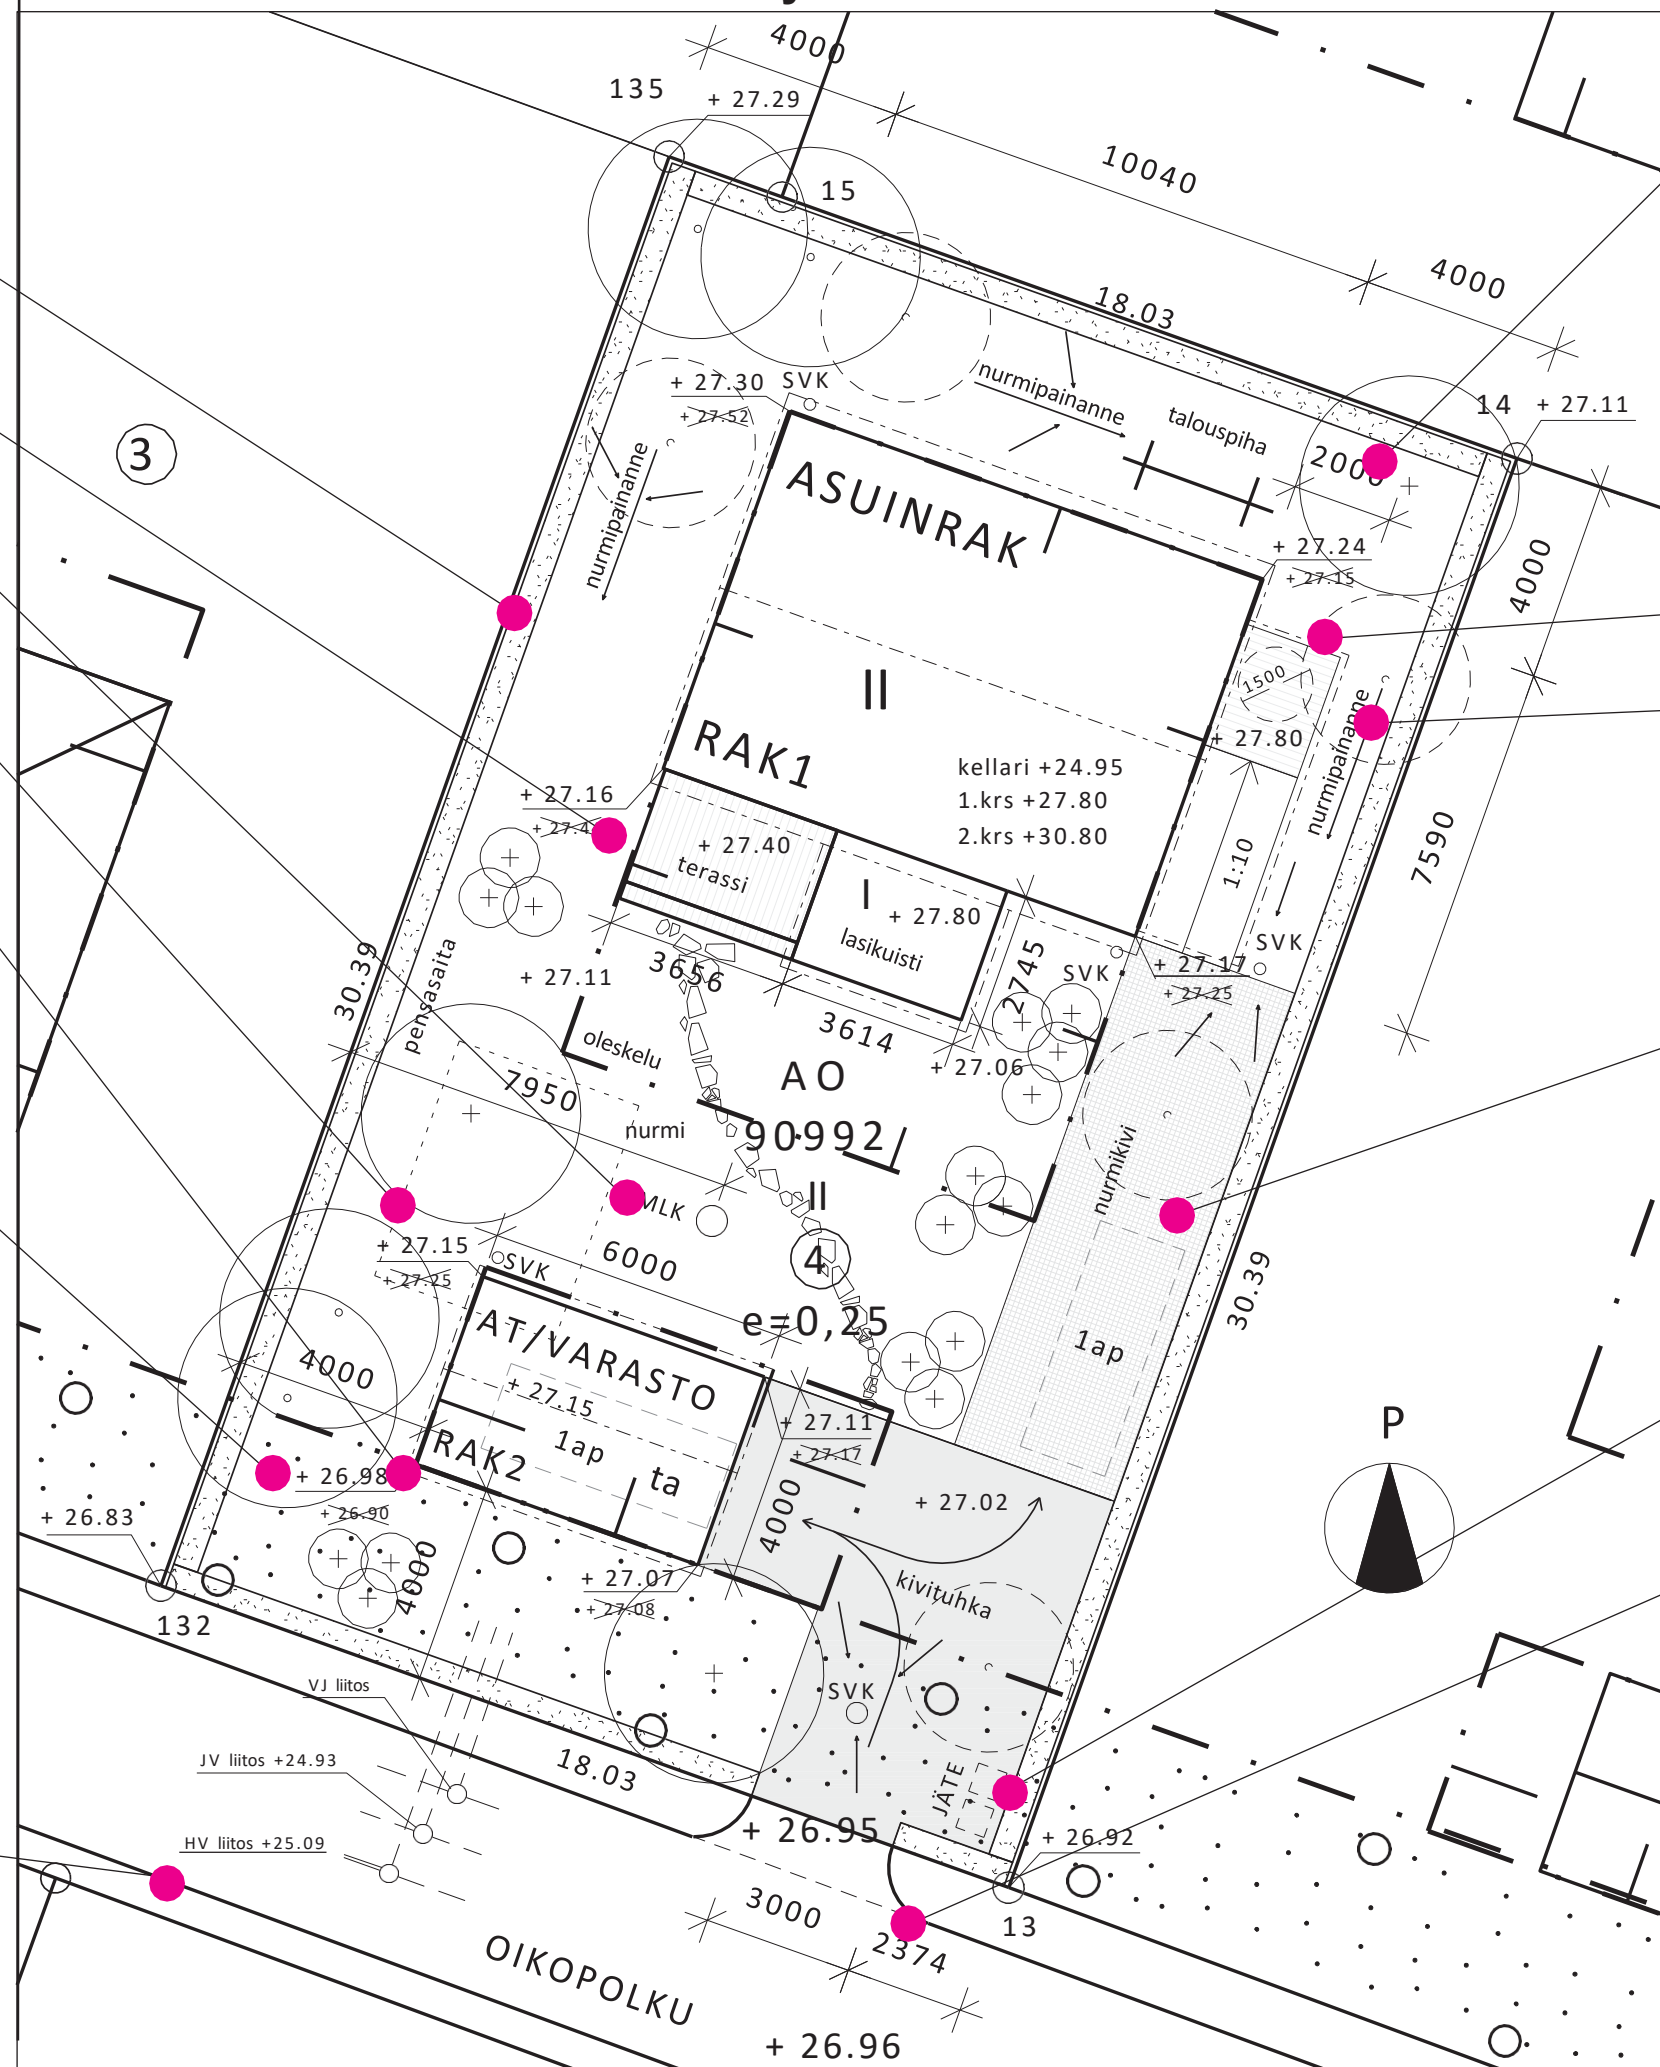 4000
135
+ 27.29
10040
15
4000
18.03
+ 27.30
SVK
+ 27.52
nurmipainanne
talouspiha
14
+ 27.11
3
2000
ASUINRAK
nurmipainanne
+ 27.24
+ 27.15
4000
II
1500
RAK1
+ 27.80
nurmipainanne
kellari +24.95
1.krs +27.80
2.krs +30.80
+ 27.16
+ 27.40
terassi
I
+ 27.80
lasikuisti
1:10
7590
SVK
30.39
pensasaita
+ 27.11
3656
2745
SVK
+ 27.17
+ 27.25
3614
oleskelu
+ 27.06
AO
7950
nurmi
90992
nurmikivi
II
MLK
4
+ 27.15
SVK
+ 27.25
6000
30.39
e=0,25
AT/VARASTO
1ap
4000
+ 27.15
+ 27.11
+ 27.17
1ap
RAK2
ta
P
+ 26.98
+ 26.90
+ 26.83
4000
+ 27.02
4000
+ 27.07
+ 27.08
kivituhka
132
VJ liitos
SVK
JV liitos +24.93
18.03
JÄTE
HV liitos +25.09
+ 26.95
+ 26.92
3000
13
2374
OIKOPOLKU
+ 26.96